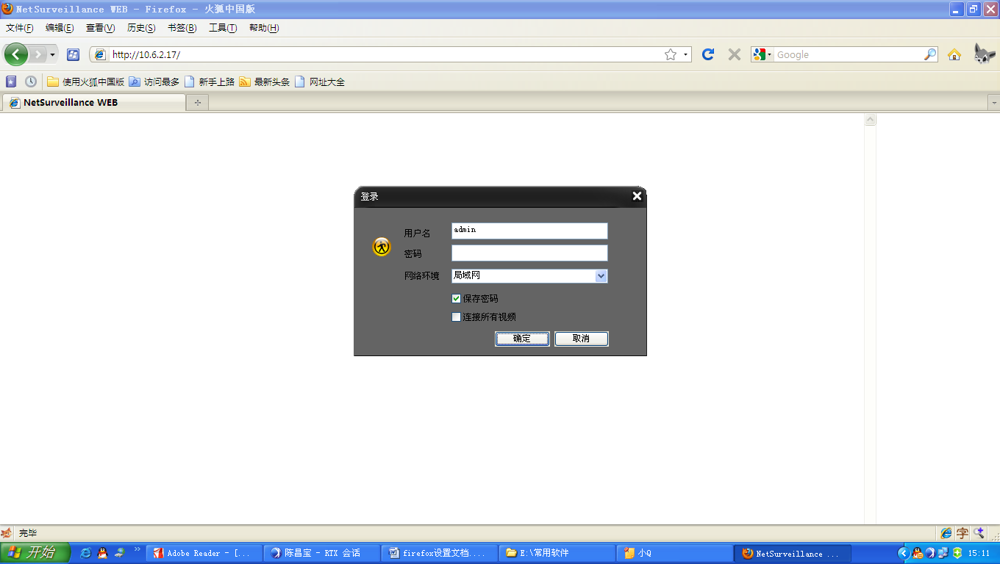 NetSurveillance WEB - Firefox - 火狐中国版
文件(F) 编辑(E) 查看(V) 历史(S) 书签(B) 工具(T) 帮助(H)
http://10.6.2.17/ Google
使用火狐中国版 访问最多 新手上路 最新头条 网址大全
NetSurveillance WEB
登录
用户名 admin
密码
网络环境 局域网
保存密码
连接所有视频
确定 取消
完毕 字
开始 Adobe Reader - [... 陈昌宝 - RTX 会话 firefox设置文档.... E:\常用软件 小Q NetSurveillance ... 15:11